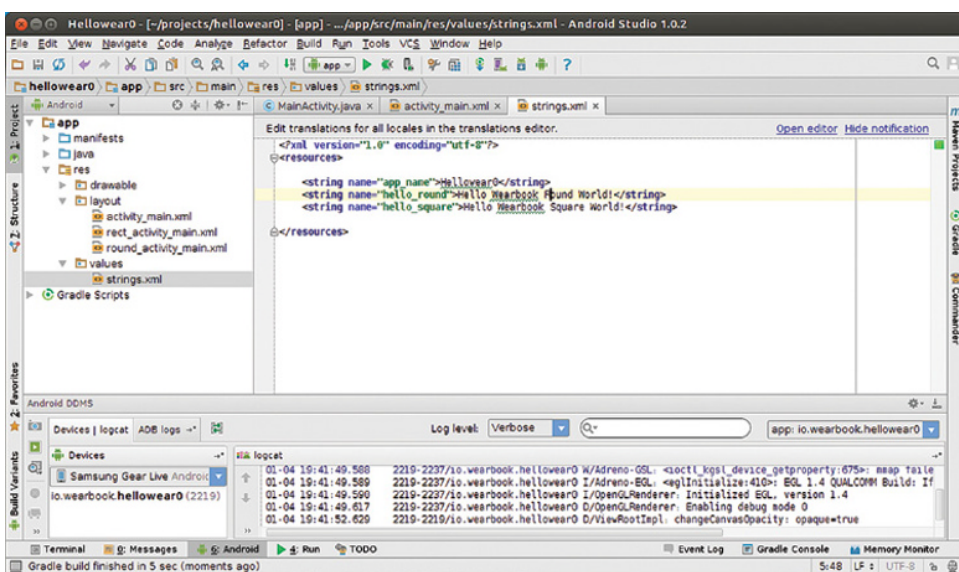 Hellowear0 - [~/projects/hellowear0] - [app] - .../app/src/main/res/values/strings.xml - Android Studio 1.0.2
File Edit View Navigate Code Analyze Refactor Build Run Tools VCS Window Help
app
hellowear0 app src main res values strings.xml
Android
MainActivity.java × activity_main.xml × strings.xml ×
1: Project
Z: Structure
2: Favorites
Build Variants
app
manifests
java
res
drawable
layout
activity_main.xml
rect_activity_main.xml
round_activity_main.xml
values
strings.xml
Gradle Scripts
Edit translations for all locales in the translations editor. Open editor Hide notification
<?xml version="1.0" encoding="utf-8"?>
<resources>
<string name="app_name">Hellowear0</string>
<string name="hello_round">Hello Wearbook Round World!</string>
<string name="hello_square">Hello Wearbook Square World!</string>
</resources>
Maven Projects
Gradle
Commander
Android DDMS
Devices | logcat ADB logs Log level: Verbose app: io.wearbook.hellowear0
Devices logcat
Samsung Gear Live Android
io.wearbook.hellowear0 (2219)
01-04 19:41:49.588 2219-2237/io.wearbook.hellowear0 W/Adreno-GSL: <ioctl_kgsl_device_getproperty:675>: mmap faile
01-04 19:41:49.589 2219-2237/io.wearbook.hellowear0 I/Adreno-EGL: <eglInitialize:410>: EGL 1.4 QUALCOMM Build: If
01-04 19:41:49.590 2219-2237/io.wearbook.hellowear0 I/OpenGLRenderer: Initialized EGL, version 1.4
01-04 19:41:49.617 2219-2237/io.wearbook.hellowear0 D/OpenGLRenderer: Enabling debug mode 0
01-04 19:41:52.629 2219-2219/io.wearbook.hellowear0 D/ViewRootImpl: changeCanvasOpacity: opaque=true
Terminal 0: Messages 6: Android 4: Run TODO Event Log Gradle Console Memory Monitor
Gradle build finished in 5 sec (moments ago) 5:48 LF UTF-8